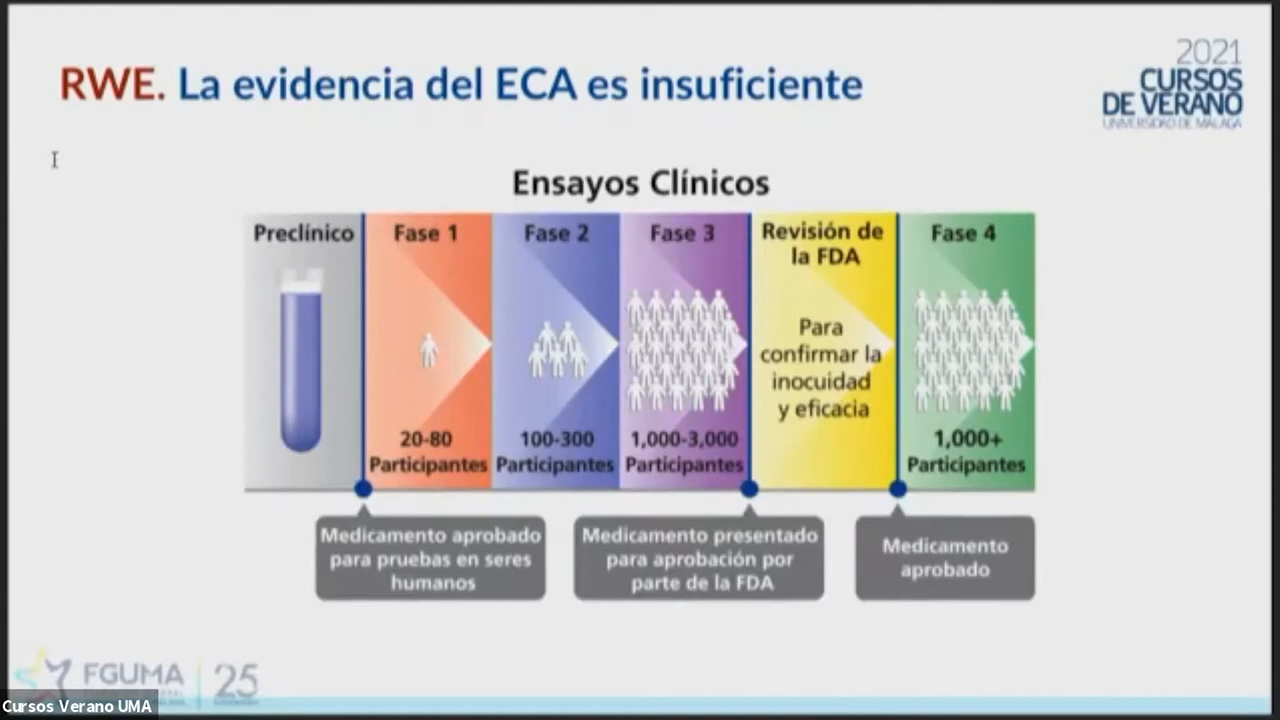 RWE. La evidencia del ECA es insuficiente
2021
CURSOS
DE VERANO
UNIVERSIDAD DE MÁLAGA
Ensayos Clínicos
Preclínico
Fase 1
20-80
Participantes
Fase 2
100-300
Participantes
Fase 3
1,000-3,000
Participantes
Revisión de
la FDA
Para
confirmar la
inocuidad
y eficacia
Fase 4
1,000+
Participantes
Medicamento aprobado
para pruebas en seres
humanos
Medicamento presentado
para aprobación por
parte de la FDA
Medicamento
aprobado
FGUMA
25
Cursos Verano UMA